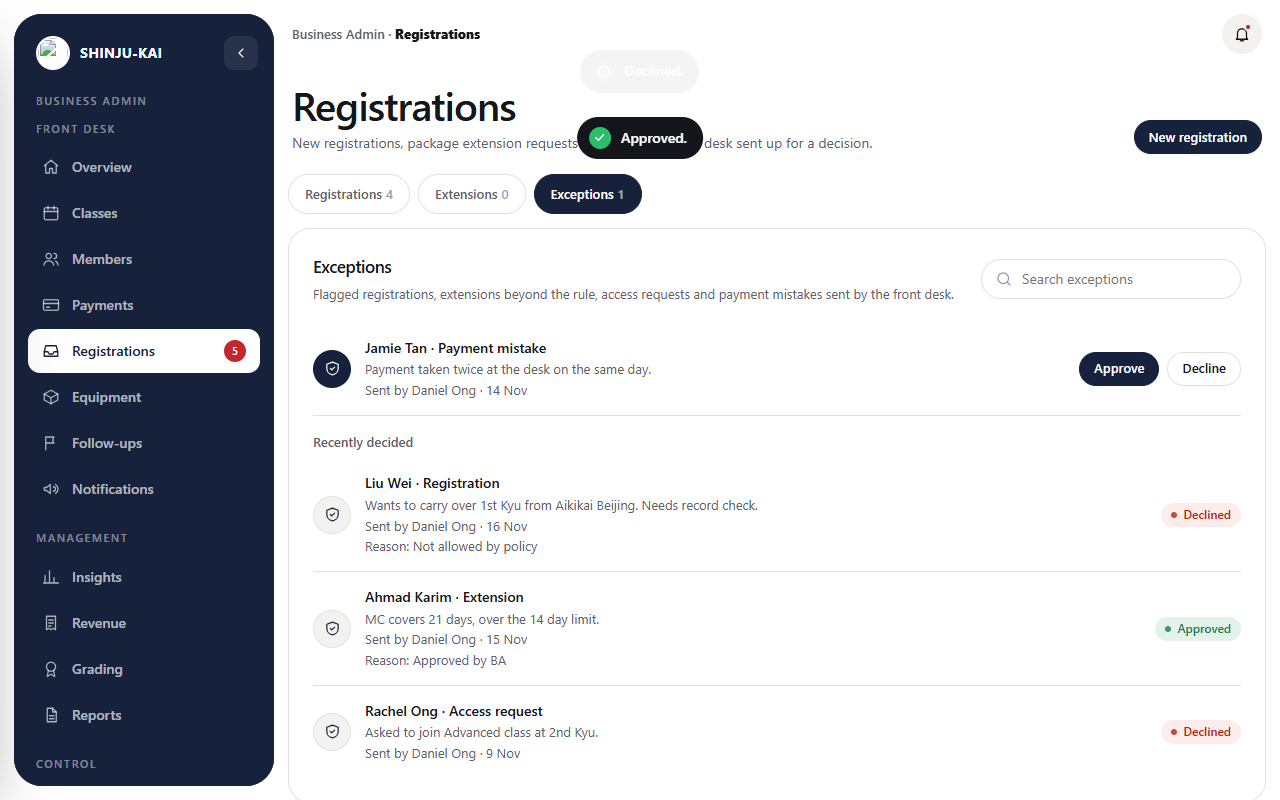 SHINJU-KAI
BUSINESS ADMIN
FRONT DESK
Overview
Classes
Members
Payments
Registrations 5
Equipment
Follow-ups
Notifications
MANAGEMENT
Insights
Revenue
Grading
Reports
CONTROL
Business Admin · Registrations
Declined.
Registrations
Approved.
New registrations, package extension requests desk sent up for a decision.
New registration
Registrations 4
Extensions 0
Exceptions 1
Exceptions
Flagged registrations, extensions beyond the rule, access requests and payment mistakes sent by the front desk.
Search exceptions
Jamie Tan · Payment mistake
Payment taken twice at the desk on the same day.
Sent by Daniel Ong · 14 Nov
Approve
Decline
Recently decided
Liu Wei · Registration
Wants to carry over 1st Kyu from Aikikai Beijing. Needs record check.
Sent by Daniel Ong · 16 Nov
Reason: Not allowed by policy
Declined
Ahmad Karim · Extension
MC covers 21 days, over the 14 day limit.
Sent by Daniel Ong · 15 Nov
Reason: Approved by BA
Approved
Rachel Ong · Access request
Asked to join Advanced class at 2nd Kyu.
Sent by Daniel Ong · 9 Nov
Declined